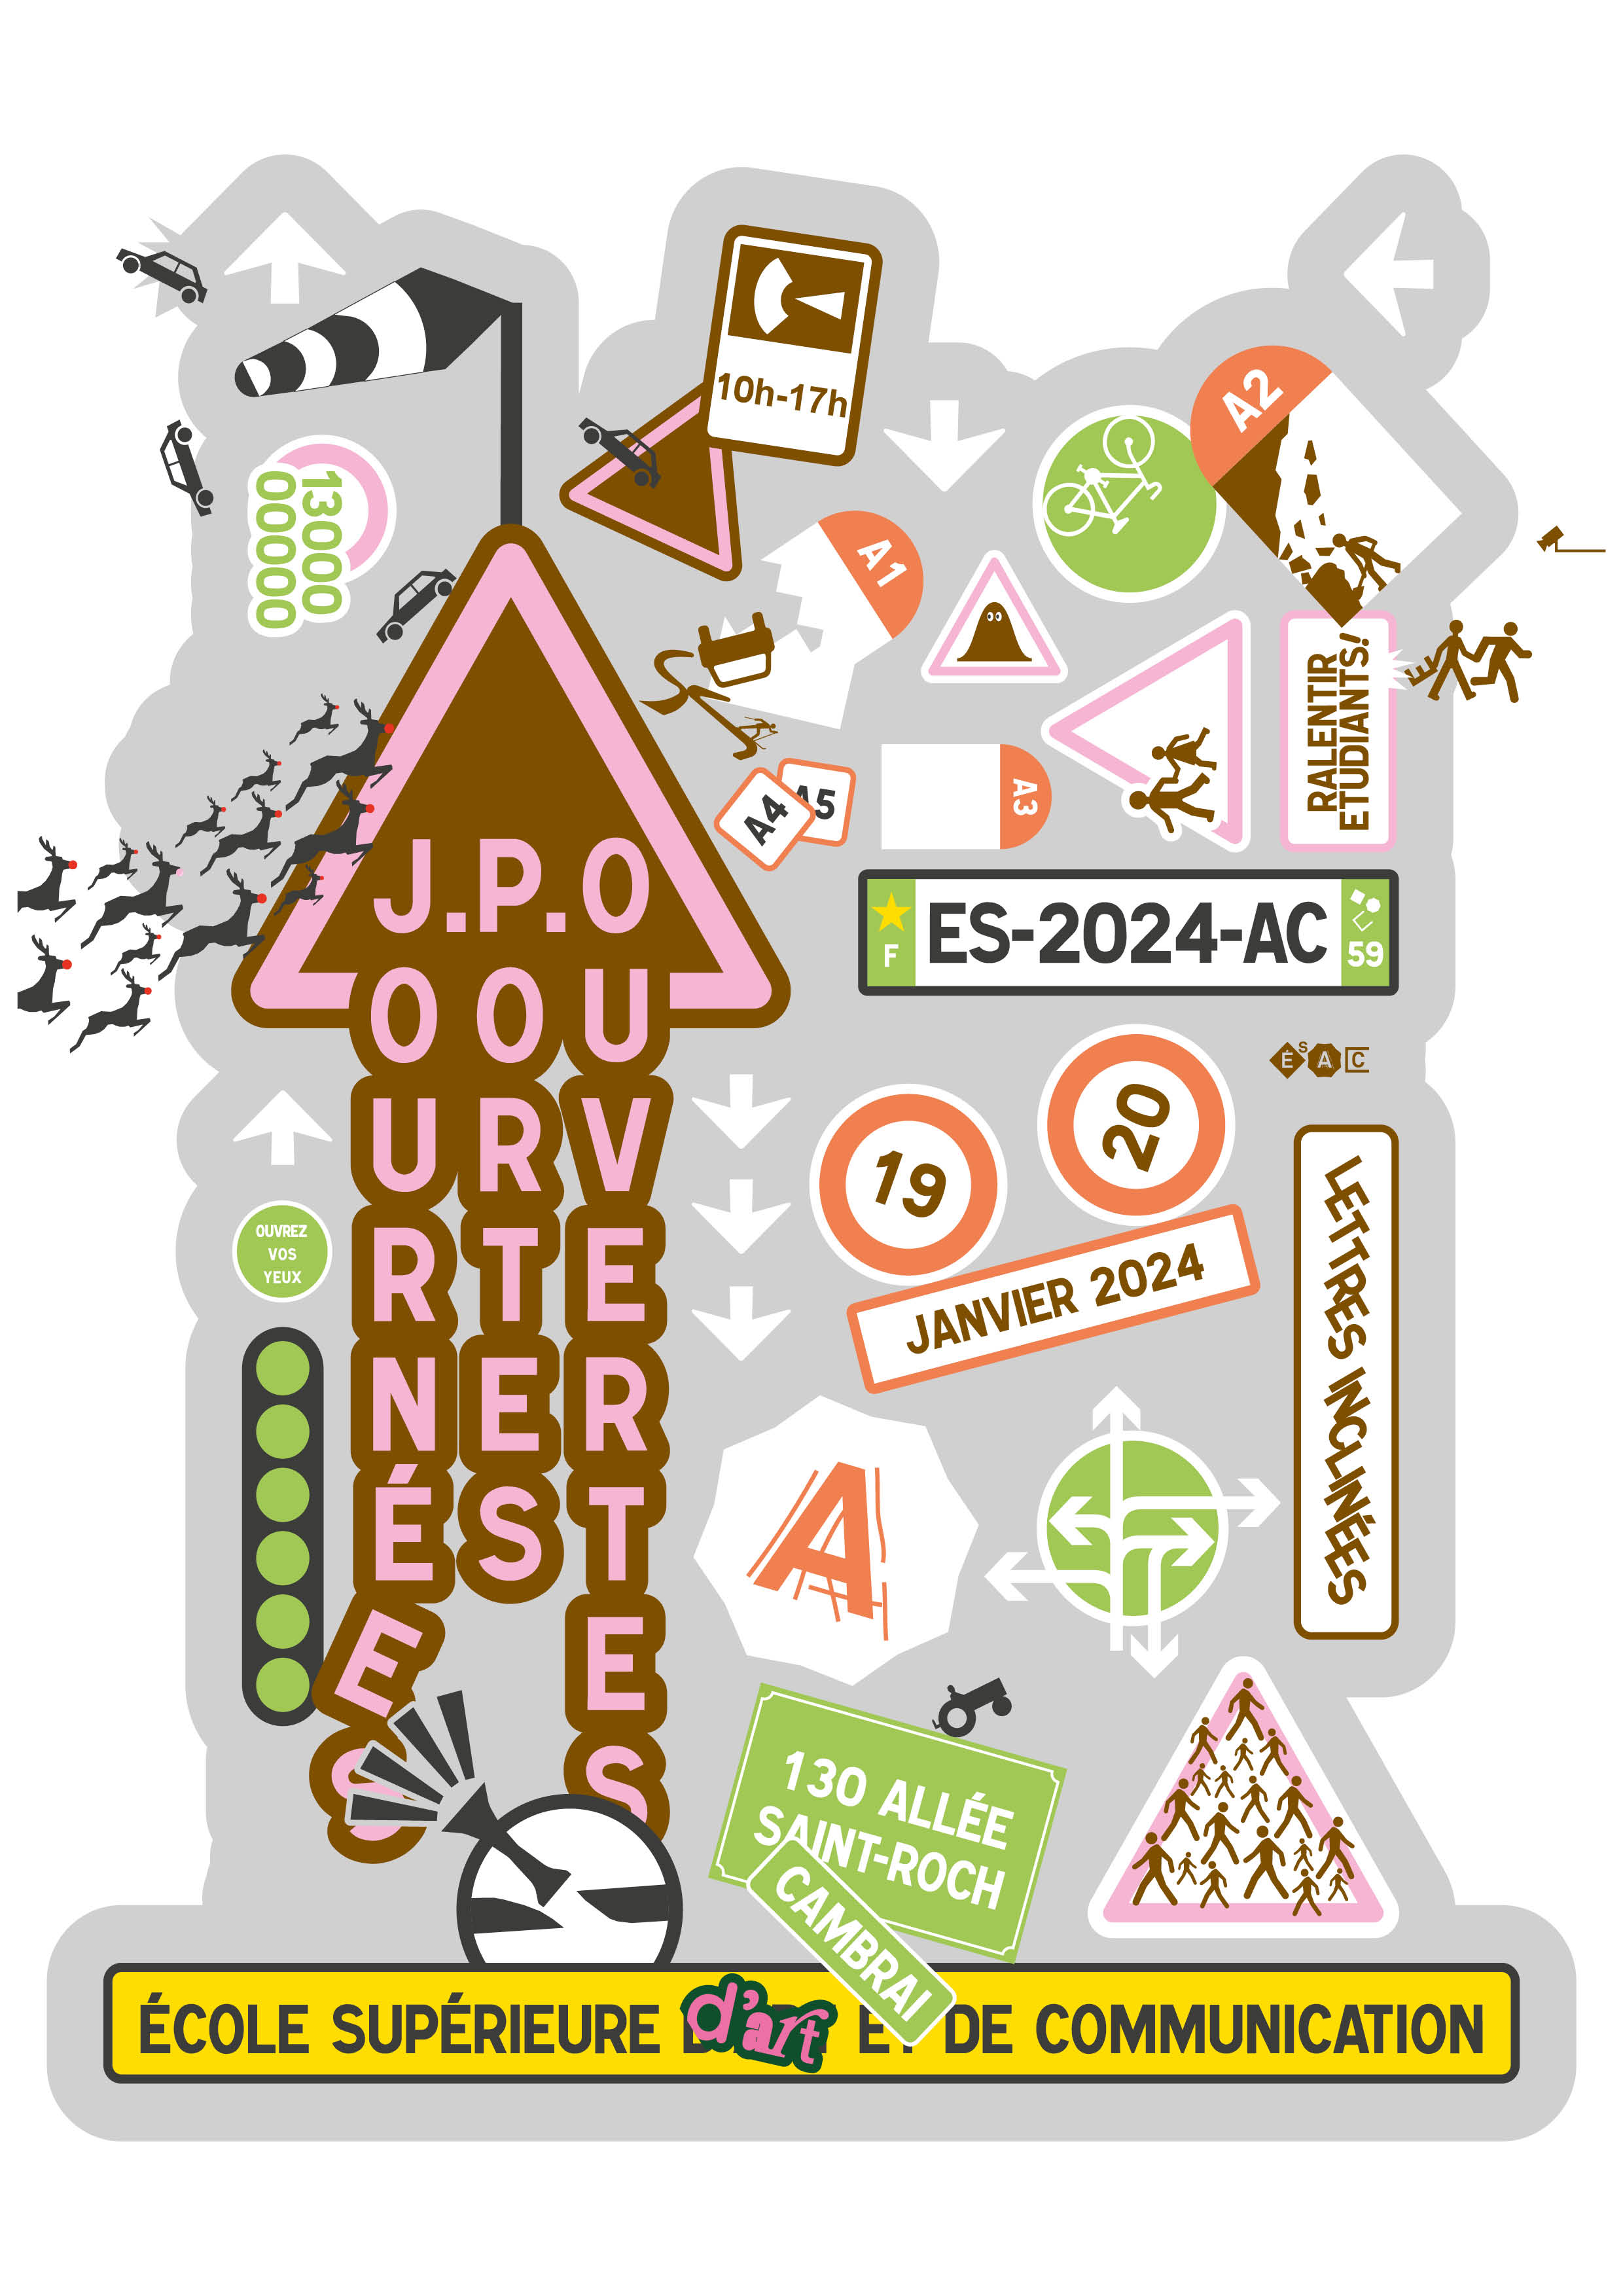 10h-17h
A2
13000
00000
A1
RALENTIR
ETUDIANTS!
A4
A5
A3
J.P.O
JOURNÉES
PORTES
OUVERTES
F
ES-2024-AC
59
ÉSAC
19
20
JANVIER 2024
OUVREZ
VOS
YEUX
LETTRES INCLINÉES
A
130 ALLÉE
SAINT-ROCH
CAMBRAI
ÉCOLE SUPÉRIEURE d'art ET DE COMMUNICATION